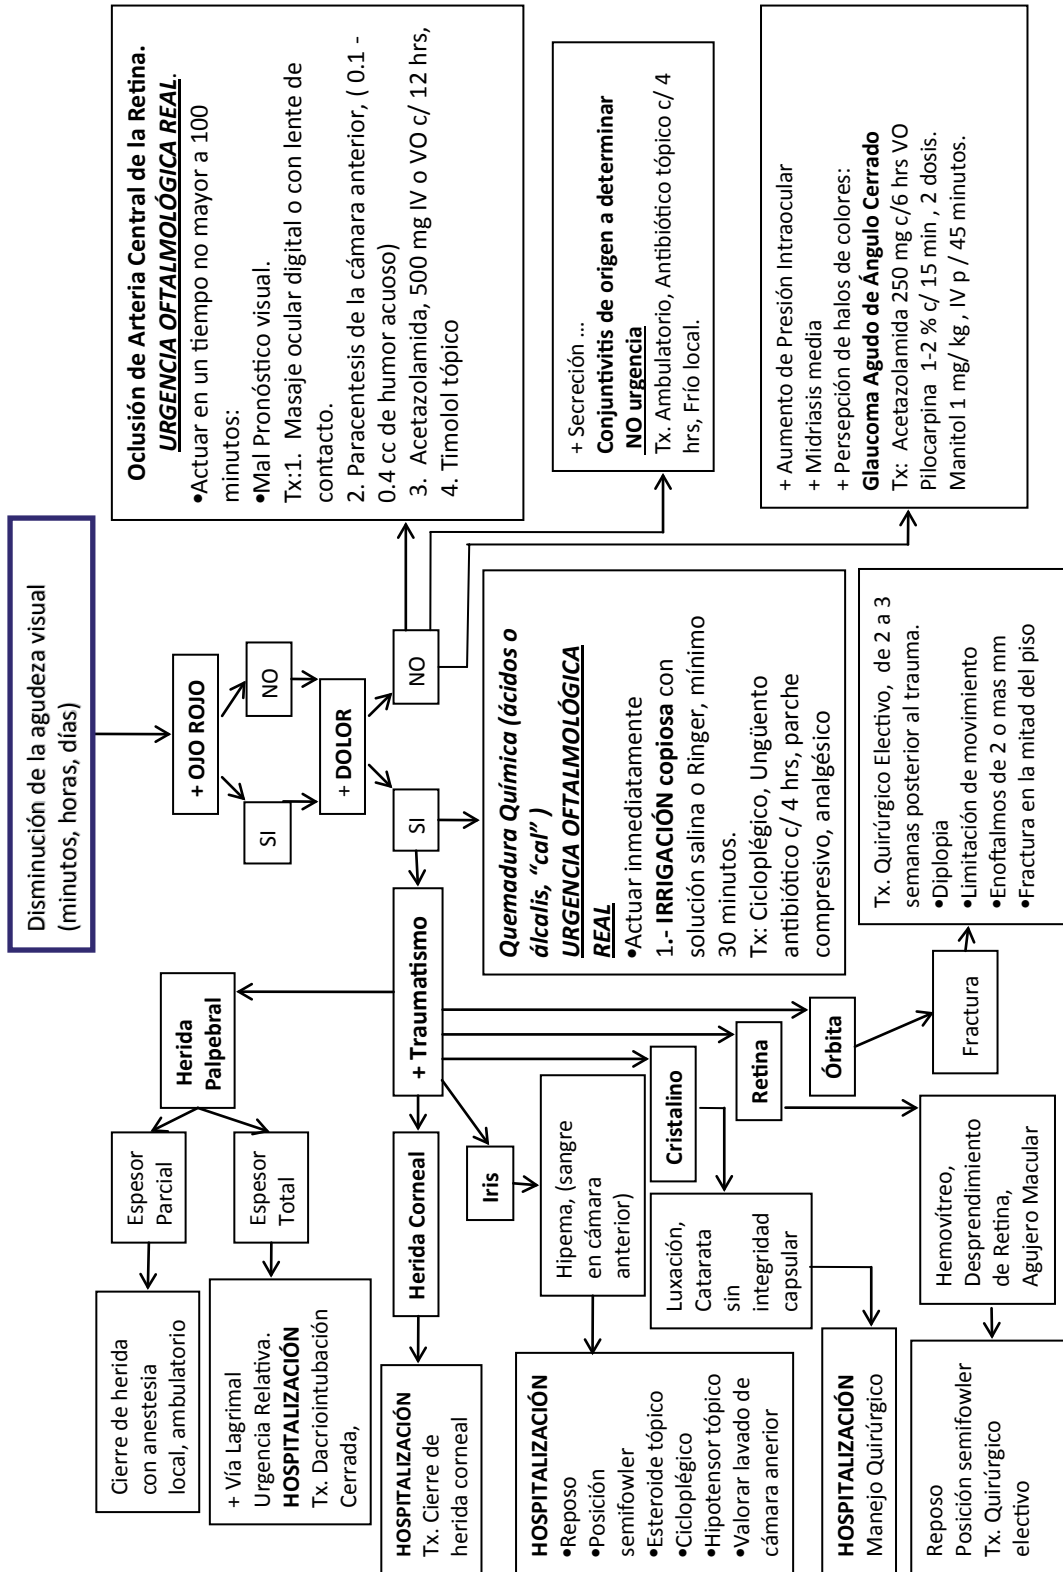 Disminución de la agudeza visual
(minutos, horas, días)
+ OJO ROJO
SI
NO
+ DOLOR
SI
NO
Oclusión de Arteria Central de la Retina.
URGENCIA OFTALMOLÓGICA REAL.
•Actuar en un tiempo no mayor a 100
minutos:
•Mal Pronóstico visual.
Tx:1. Masaje ocular digital o con lente de
contacto.
2. Paracentesis de la cámara anterior, ( 0.1 -
0.4 cc de humor acuoso)
3. Acetazolamida, 500 mg IV o VO c/ 12 hrs,
4. Timolol tópico
+ Secreción ...
Conjuntivitis de origen a determinar
NO urgencia
Tx. Ambulatorio, Antibiótico tópico c/ 4
hrs, Frío local.
+ Aumento de Presión Intraocular
+ Midriasis media
+ Persepción de halos de colores:
Glaucoma Agudo de Ángulo Cerrado
Tx: Acetazolamida 250 mg c/6 hrs VO
Pilocarpina 1-2 % c/ 15 min , 2 dosis.
Manitol 1 mg/ kg , IV p / 45 minutos.
Quemadura Química (ácidos o
álcalis, “cal” )
URGENCIA OFTALMOLÓGICA
REAL
•Actuar inmediatamente
1.- IRRIGACIÓN copiosa con
solución salina o Ringer, mínimo
30 minutos.
Tx: Cicloplégico, Ungüento
antibiótico c/ 4 hrs, parche
compresivo, analgésico
+ Traumatismo
Herida
Palpebral
Espesor
Parcial
Cierre de herida
con anestesia
local, ambulatorio
Espesor
Total
+ Vía Lagrimal
Urgencia Relativa.
HOSPITALIZACIÓN
Tx. Dacriointubación
Cerrada,
Herida Corneal
HOSPITALIZACIÓN
Tx. Cierre de
herida corneal
Iris
Hipema, (sangre
en cámara
anterior)
HOSPITALIZACIÓN
•Reposo
•Posición
semifowler
•Esteroide tópico
•Cicloplégico
•Hipotensor tópico
•Valorar lavado de
cámara anerior
Cristalino
Luxación,
Catarata
sin
integridad
capsular
HOSPITALIZACIÓN
Manejo Quirúrgico
Retina
Hemovítreo,
Desprendimiento
de Retina,
Agujero Macular
Reposo
Posición semifowler
Tx. Quirúrgico
electivo
Órbita
Fractura
Tx. Quirúrgico Electivo, de 2 a 3
semanas posterior al trauma.
•Diplopia
•Limitación de movimiento
•Enoftalmos de 2 o mas mm
•Fractura en la mitad del piso